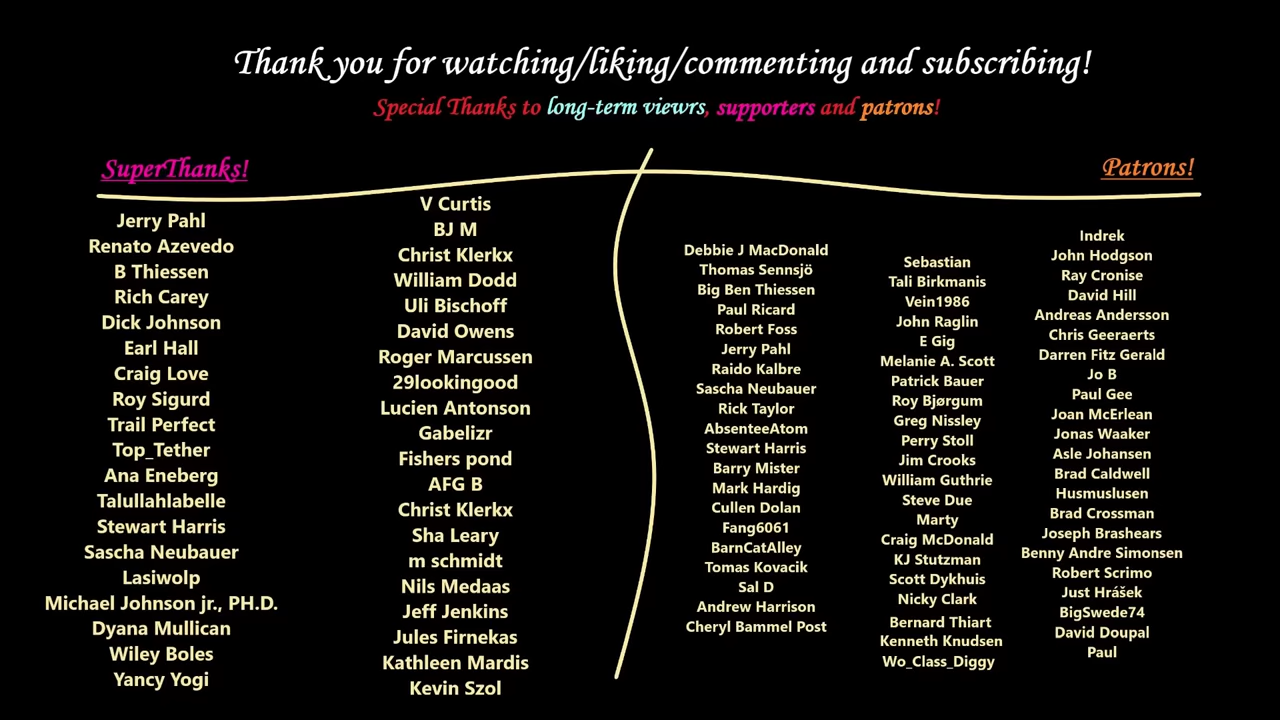 Thank you for watching/liking/commenting and subscribing!
Special Thanks to long-term viewrs, supporters and patrons!
SuperThanks!
Jerry Pahl
Renato Azevedo
B Thiessen
Rich Carey
Dick Johnson
Earl Hall
Craig Love
Roy Sigurd
Trail Perfect
Top_Tether
Ana Eneberg
Talullahlabelle
Stewart Harris
Sascha Neubauer
Lasiwolp
Michael Johnson jr., PH.D.
Dyana Mullican
Wiley Boles
Yancy Yogi
V Curtis
BJ M
Christ Klerkx
William Dodd
Uli Bischoff
David Owens
Roger Marcussen
29lookingood
Lucien Antonson
Gabelizr
Fishers pond
AFG B
Christ Klerkx
Sha Leary
m schmidt
Nils Medaas
Jeff Jenkins
Jules Firnekas
Kathleen Mardis
Kevin Szol
Patrons!
Debbie J MacDonald
Thomas Sennsjö
Big Ben Thiessen
Paul Ricard
Robert Foss
Jerry Pahl
Raido Kalbre
Sascha Neubauer
Rick Taylor
AbsenteeAtom
Stewart Harris
Barry Mister
Mark Hardig
Cullen Dolan
Fang6061
BarnCatAlley
Tomas Kovacik
Sal D
Andrew Harrison
Cheryl Bammel Post
Sebastian
Tali Birkmanis
Vein1986
John Raglin
E Gig
Melanie A. Scott
Patrick Bauer
Roy Bjørgum
Greg Nissley
Perry Stoll
Jim Crooks
William Guthrie
Steve Due
Marty
Craig McDonald
KJ Stutzman
Scott Dykhuis
Nicky Clark
Bernard Thiart
Kenneth Knudsen
Wo_Class_Diggy
Indrek
John Hodgson
Ray Cronise
David Hill
Andreas Andersson
Chris Geeraerts
Darren Fitz Gerald
Jo B
Paul Gee
Joan McErlean
Jonas Waaker
Asle Johansen
Brad Caldwell
Husmuslusen
Brad Crossman
Joseph Brashears
Benny Andre Simonsen
Robert Scrimo
Just Hrášek
BigSwede74
David Doupal
Paul